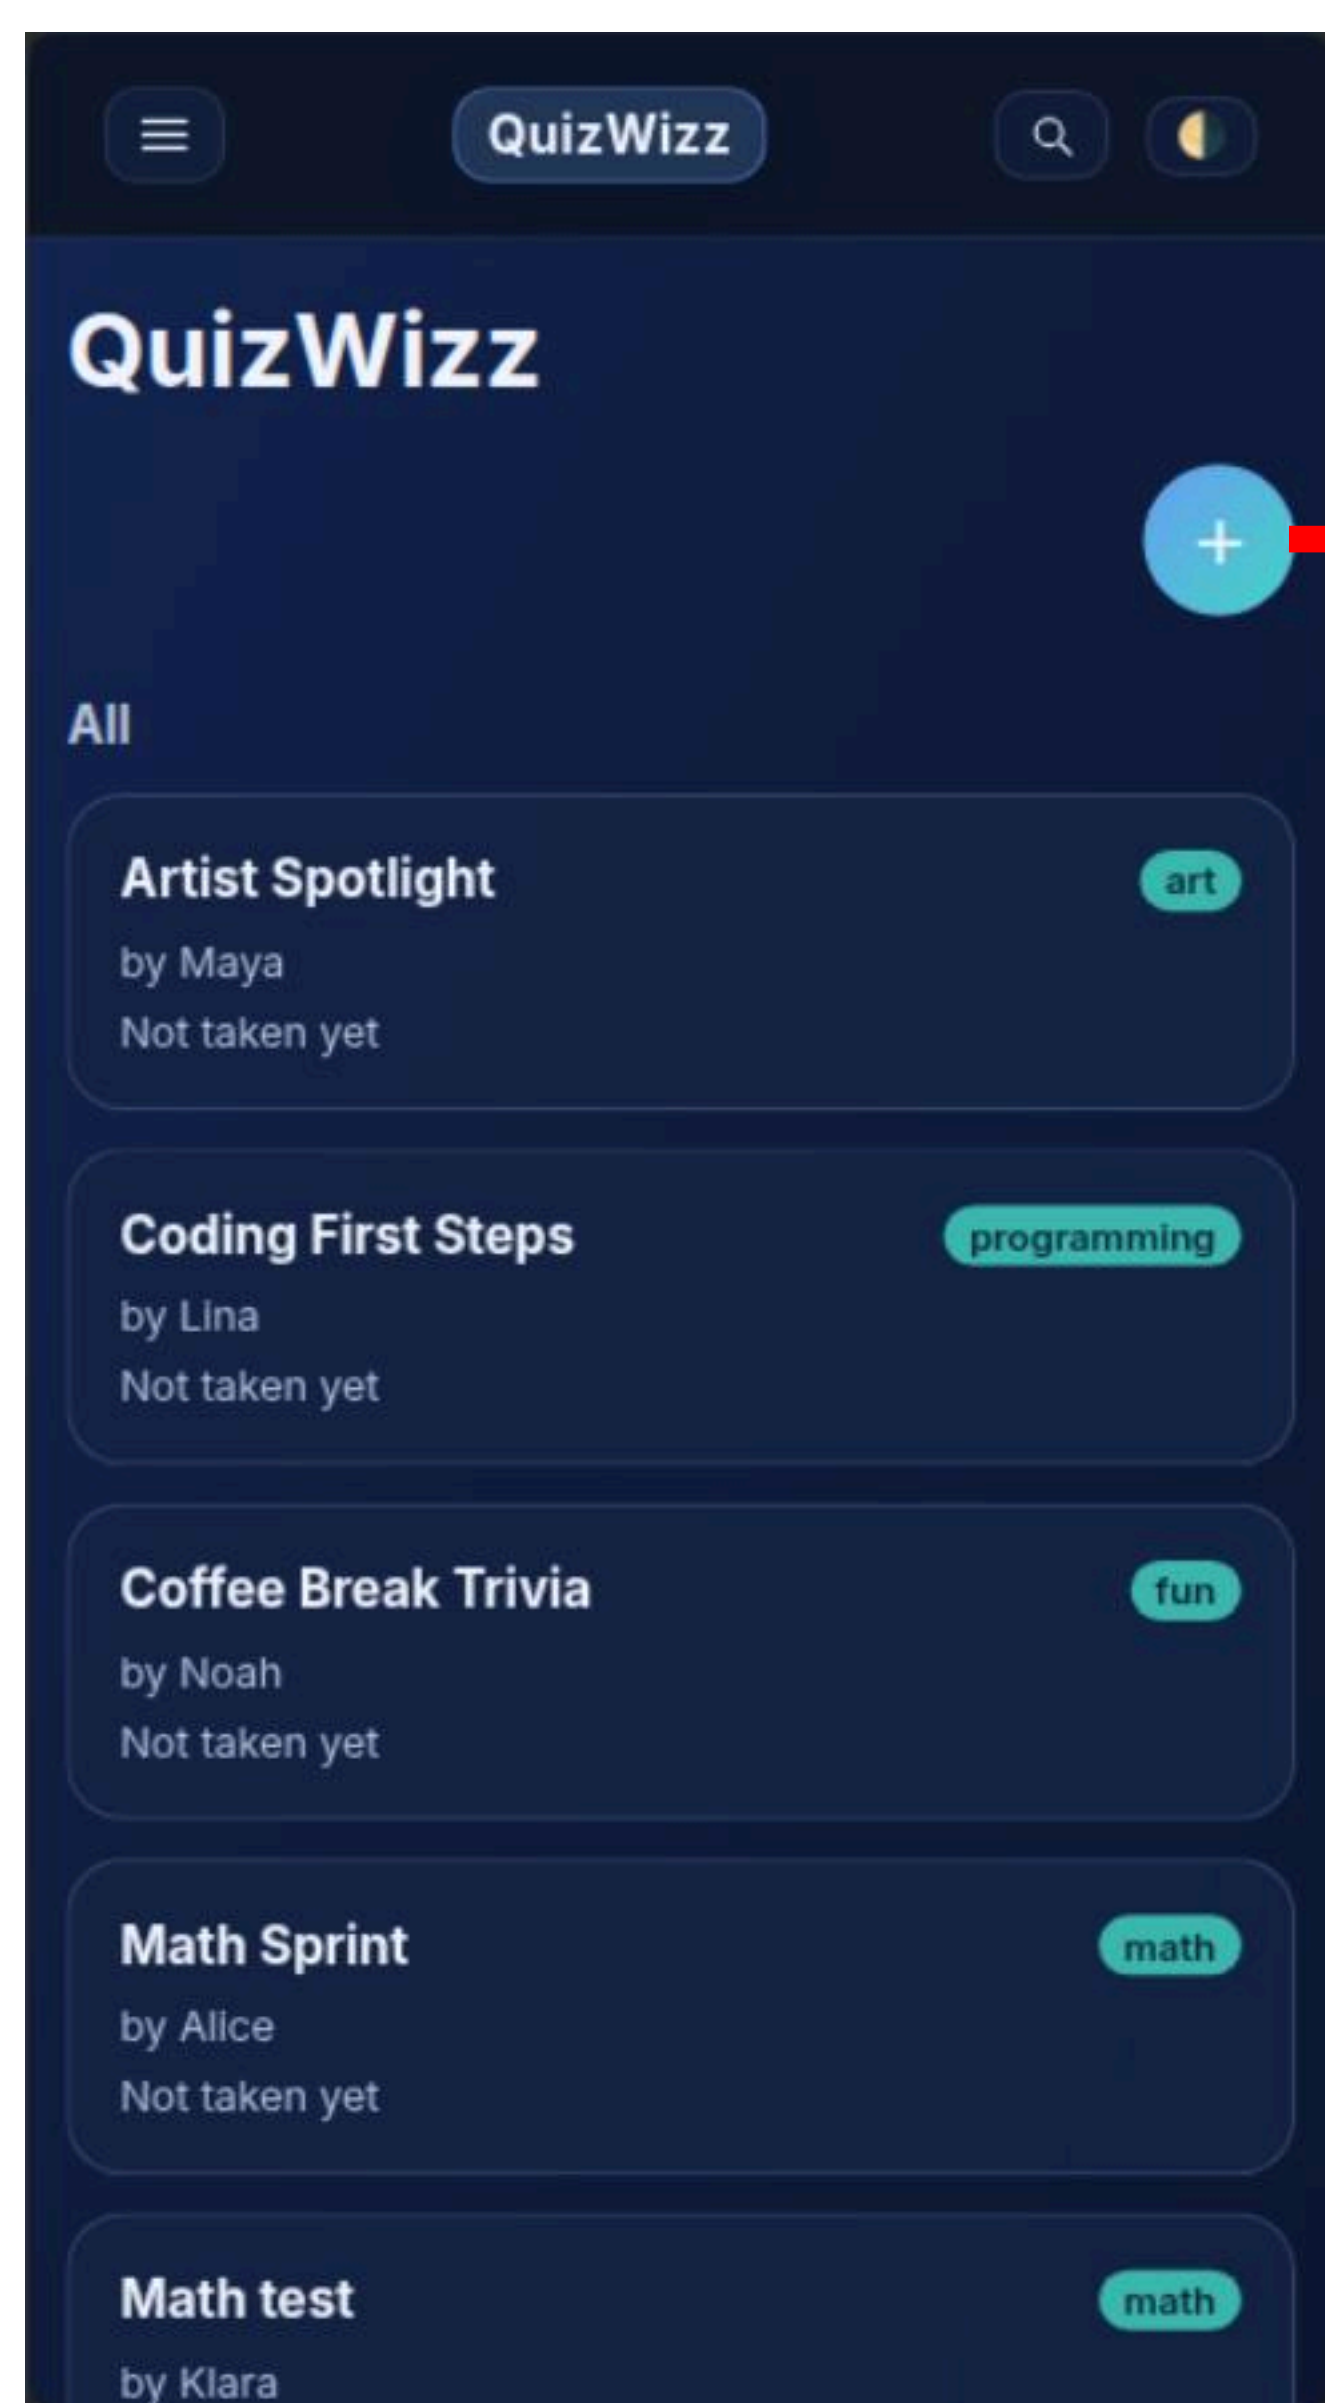 QuizWizz
QuizWizz
+
All
Artist Spotlight
art
by Maya
Not taken yet
Coding First Steps
programming
by Lina
Not taken yet
Coffee Break Trivia
fun
by Noah
Not taken yet
Math Sprint
math
by Alice
Not taken yet
Math test
math
by Klara